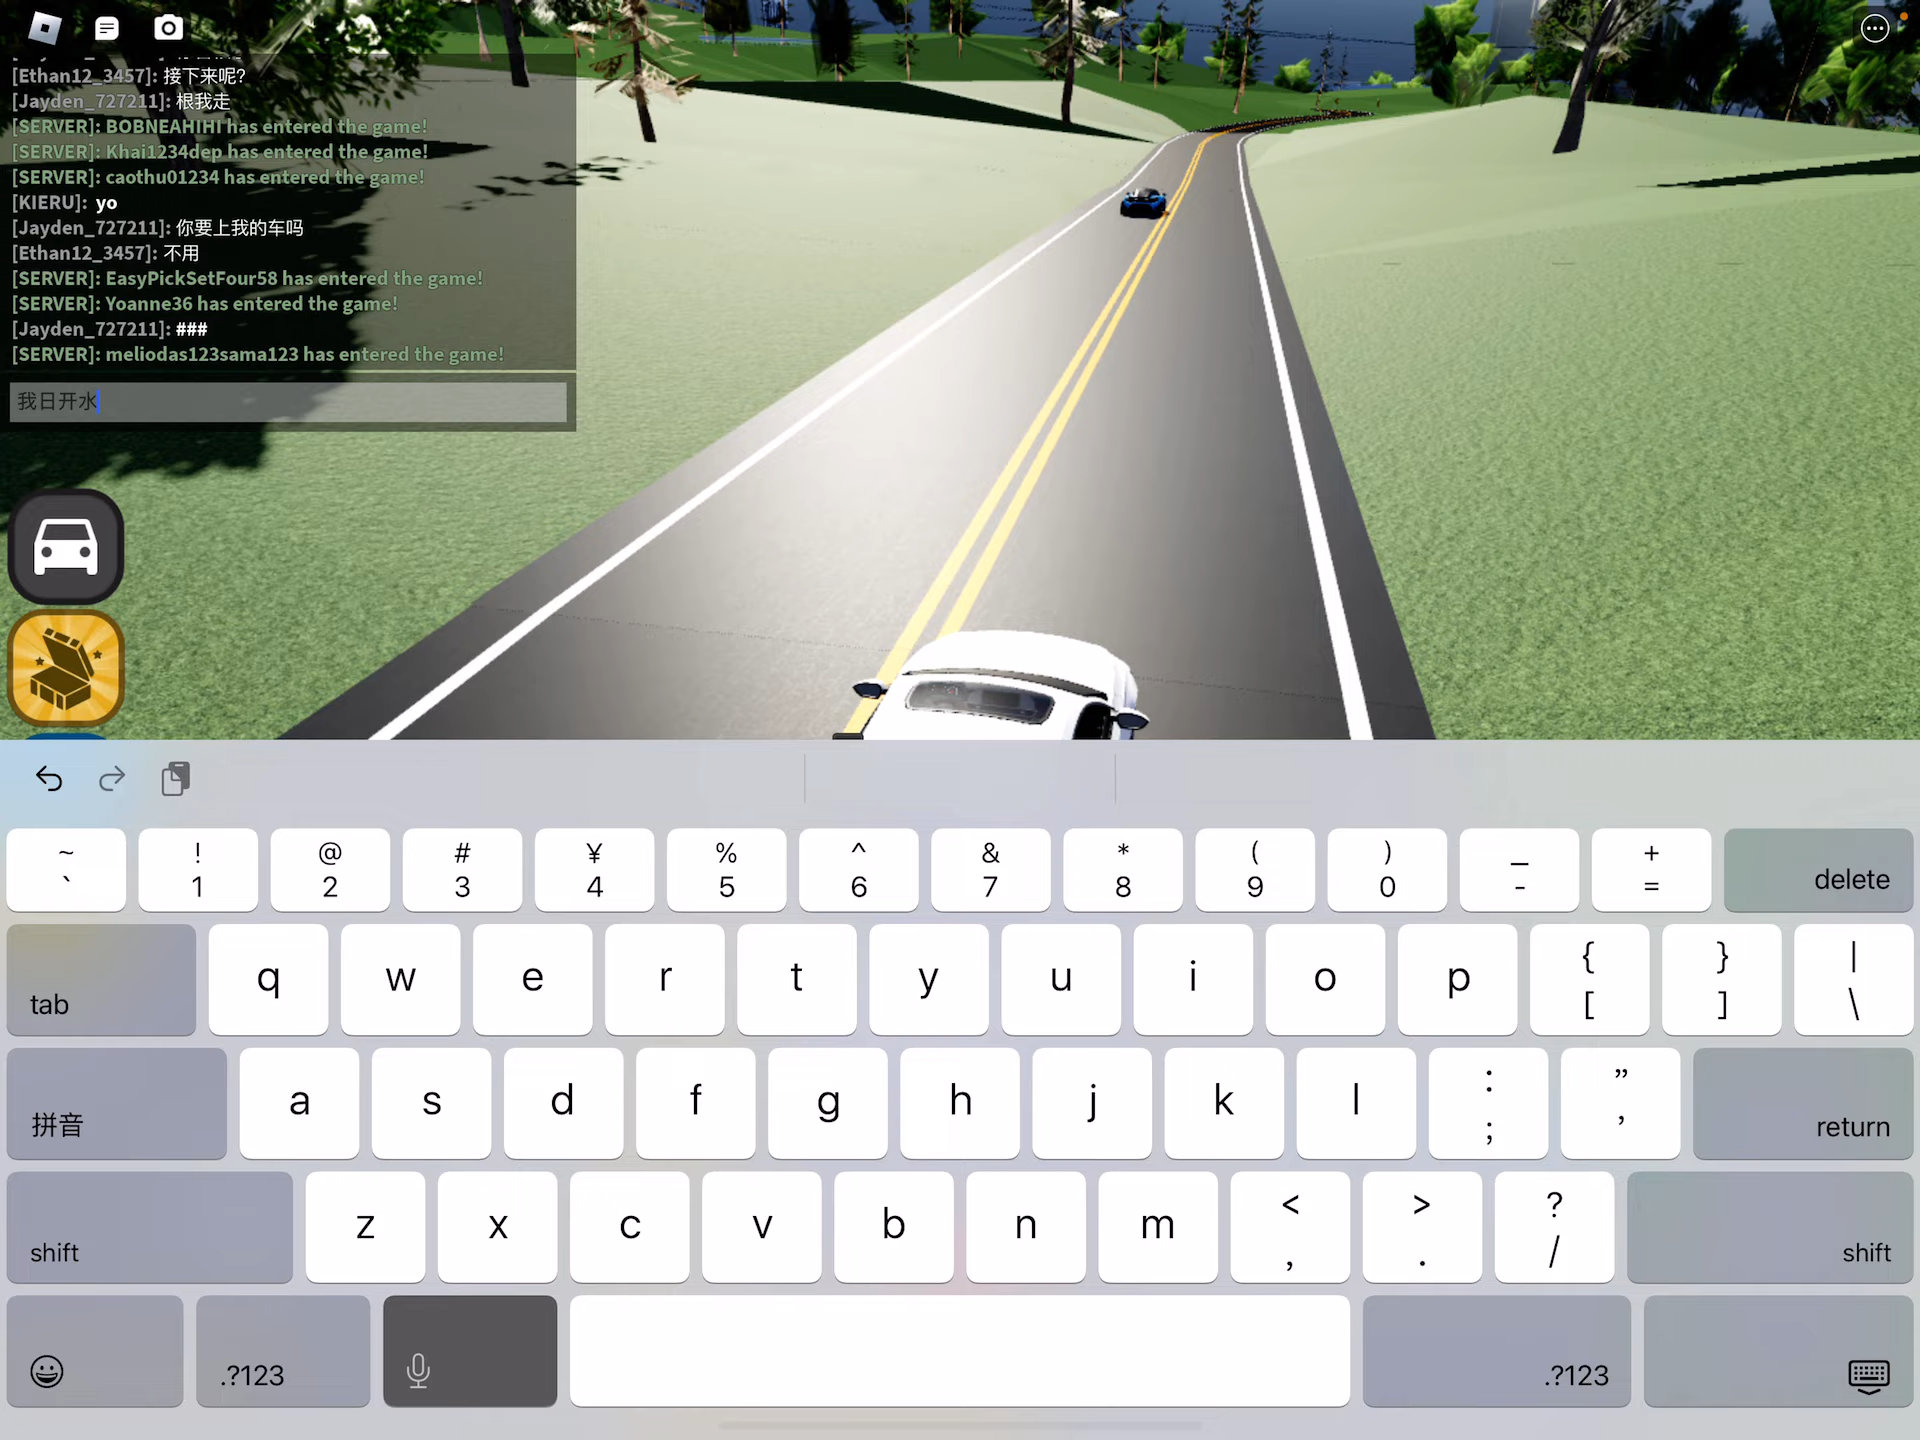 [Ethan12_3457]: 接下来呢?
[Jayden_727211]: 根我走
[SERVER]: BOBNEAHIHI has entered the game!
[SERVER]: Khai1234dep has entered the game!
[SERVER]: caothu01234 has entered the game!
[KIERU]: yo
[Jayden_727211]: 你要上我的车吗
[Ethan12_3457]: 不用
[SERVER]: EasyPickSetFour58 has entered the game!
[SERVER]: Yoanne36 has entered the game!
[Jayden_727211]: ###
[SERVER]: meliodas123sama123 has entered the game!
我日开水
~ ! @ # ¥ % ^ & * ( ) _ +
` 1 2 3 4 5 6 7 8 9 0 - = delete
tab q w e r t y u i o p { [ } ] | \
拼音 a s d f g h j k l : ; ” ’ return
shift z x c v b n m < , > . ? / shift
.?123 .?123